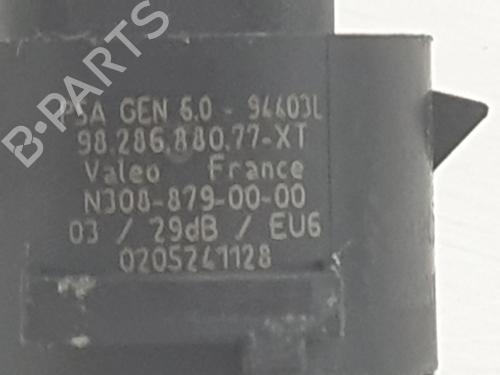 PSA GEN 6.0 - 94403L
98.286.880.77-XT
Valeo France
N308-879-00-00
03 / 29dB / EU6
0205241128
B-PARTS